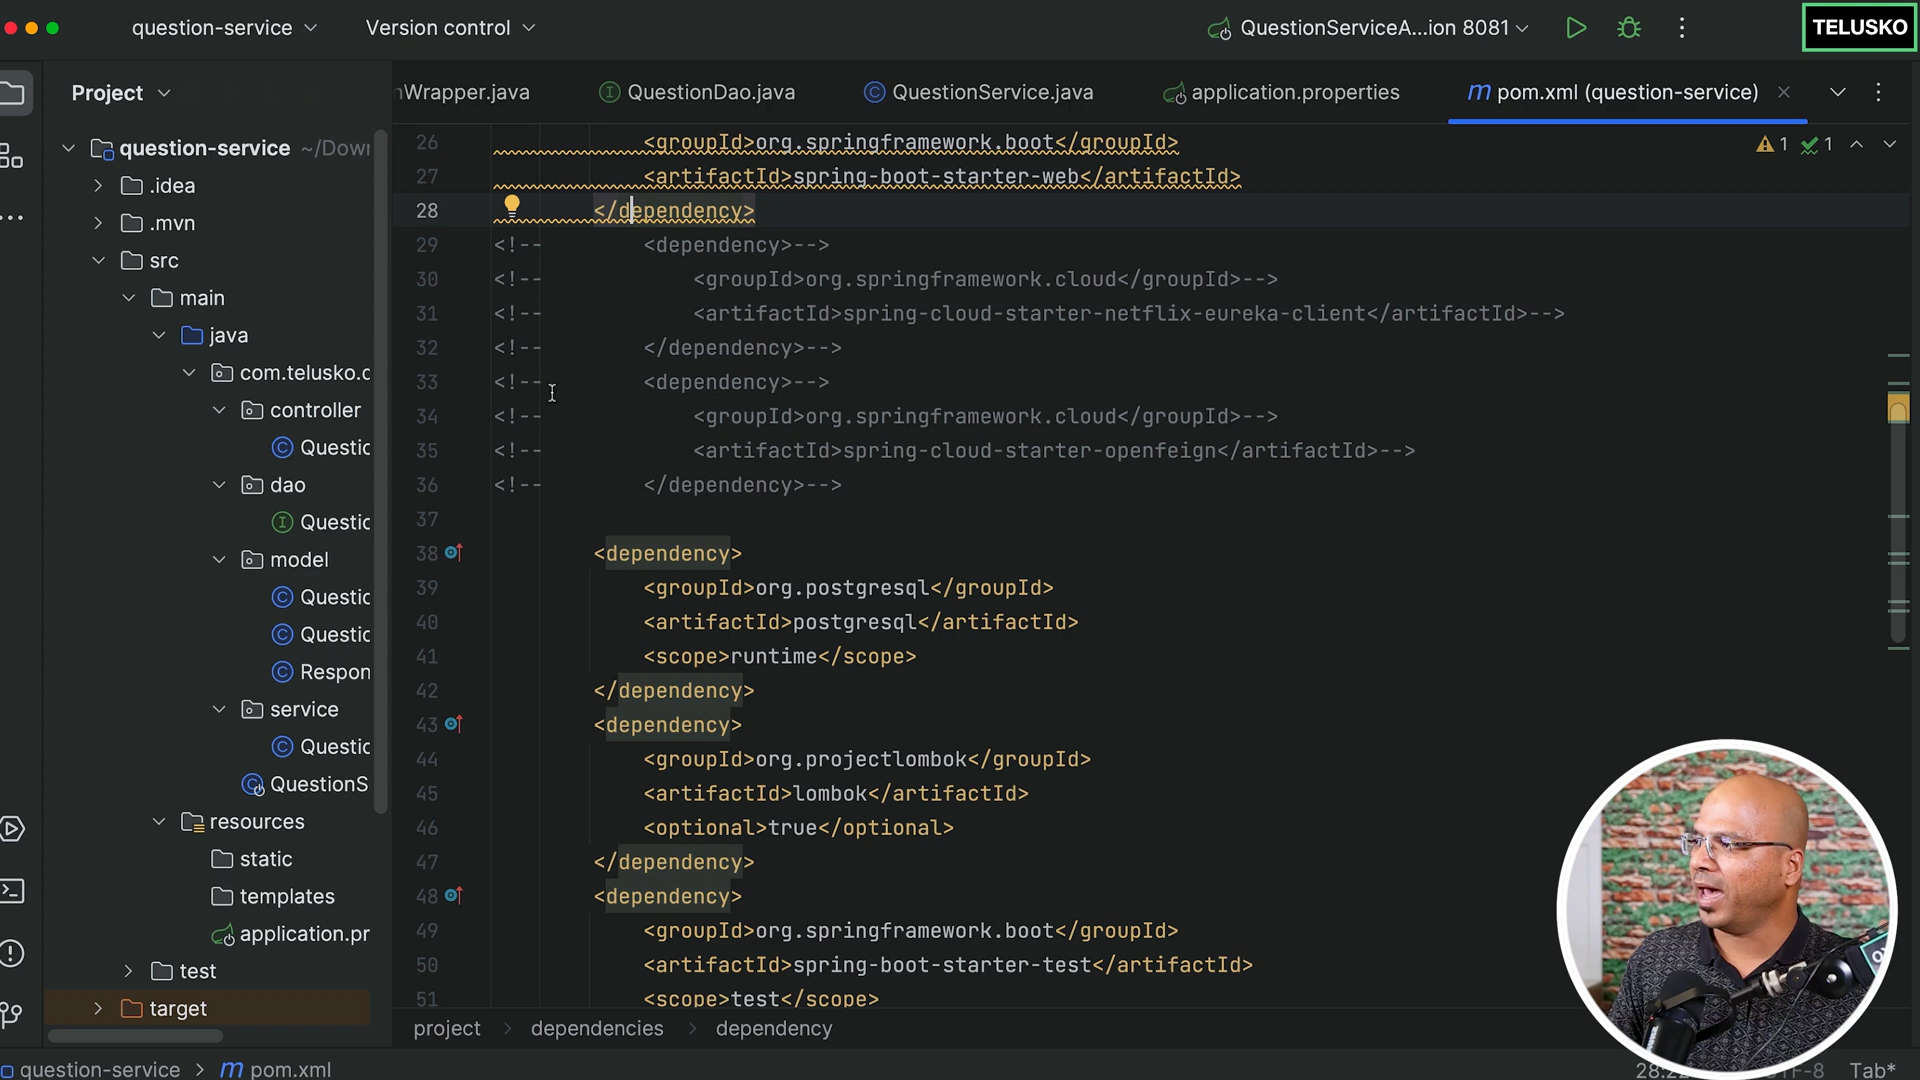 question-service
Version control
QuestionServiceA...ion 8081
TELUSKO
Project
nWrapper.java
QuestionDao.java
QuestionService.java
application.properties
pom.xml (question-service)
question-service ~/Dowr
.idea
.mvn
src
main
java
com.telusko.c
controller
Questic
dao
Questic
model
Questic
Questic
Respon
service
Questic
QuestionS
resources
static
templates
application.pr
test
target
1 1
26 <groupId>org.springframework.boot</groupId>
27 <artifactId>spring-boot-starter-web</artifactId>
28 </dependency>
29 <!-- <dependency>-->
30 <!-- <groupId>org.springframework.cloud</groupId>-->
31 <!-- <artifactId>spring-cloud-starter-netflix-eureka-client</artifactId>-->
32 <!-- </dependency>-->
33 <!-- <dependency>-->
34 <!-- <groupId>org.springframework.cloud</groupId>-->
35 <!-- <artifactId>spring-cloud-starter-openfeign</artifactId>-->
36 <!-- </dependency>-->
37
38 <dependency>
39 <groupId>org.postgresql</groupId>
40 <artifactId>postgresql</artifactId>
41 <scope>runtime</scope>
42 </dependency>
43 <dependency>
44 <groupId>org.projectlombok</groupId>
45 <artifactId>lombok</artifactId>
46 <optional>true</optional>
47 </dependency>
48 <dependency>
49 <groupId>org.springframework.boot</groupId>
50 <artifactId>spring-boot-starter-test</artifactId>
51 <scope>test</scope>
project > dependencies > dependency
question-service > pom.xml
Tab*